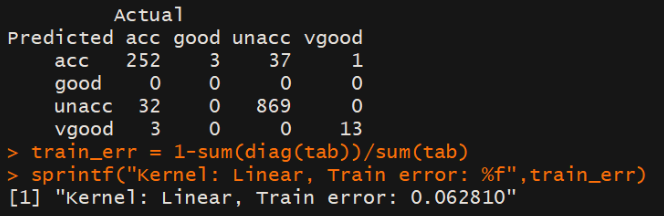 Actual
Predicted acc good unacc vgood
acc 252 3 37 1
good 0 0 0 0
unacc 32 0 869 0
vgood 3 0 0 13
> train_err = 1-sum(diag(tab))/sum(tab)
> sprintf("Kernel: Linear, Train error: %f",train_err)
[1] "Kernel: Linear, Train error: 0.062810"